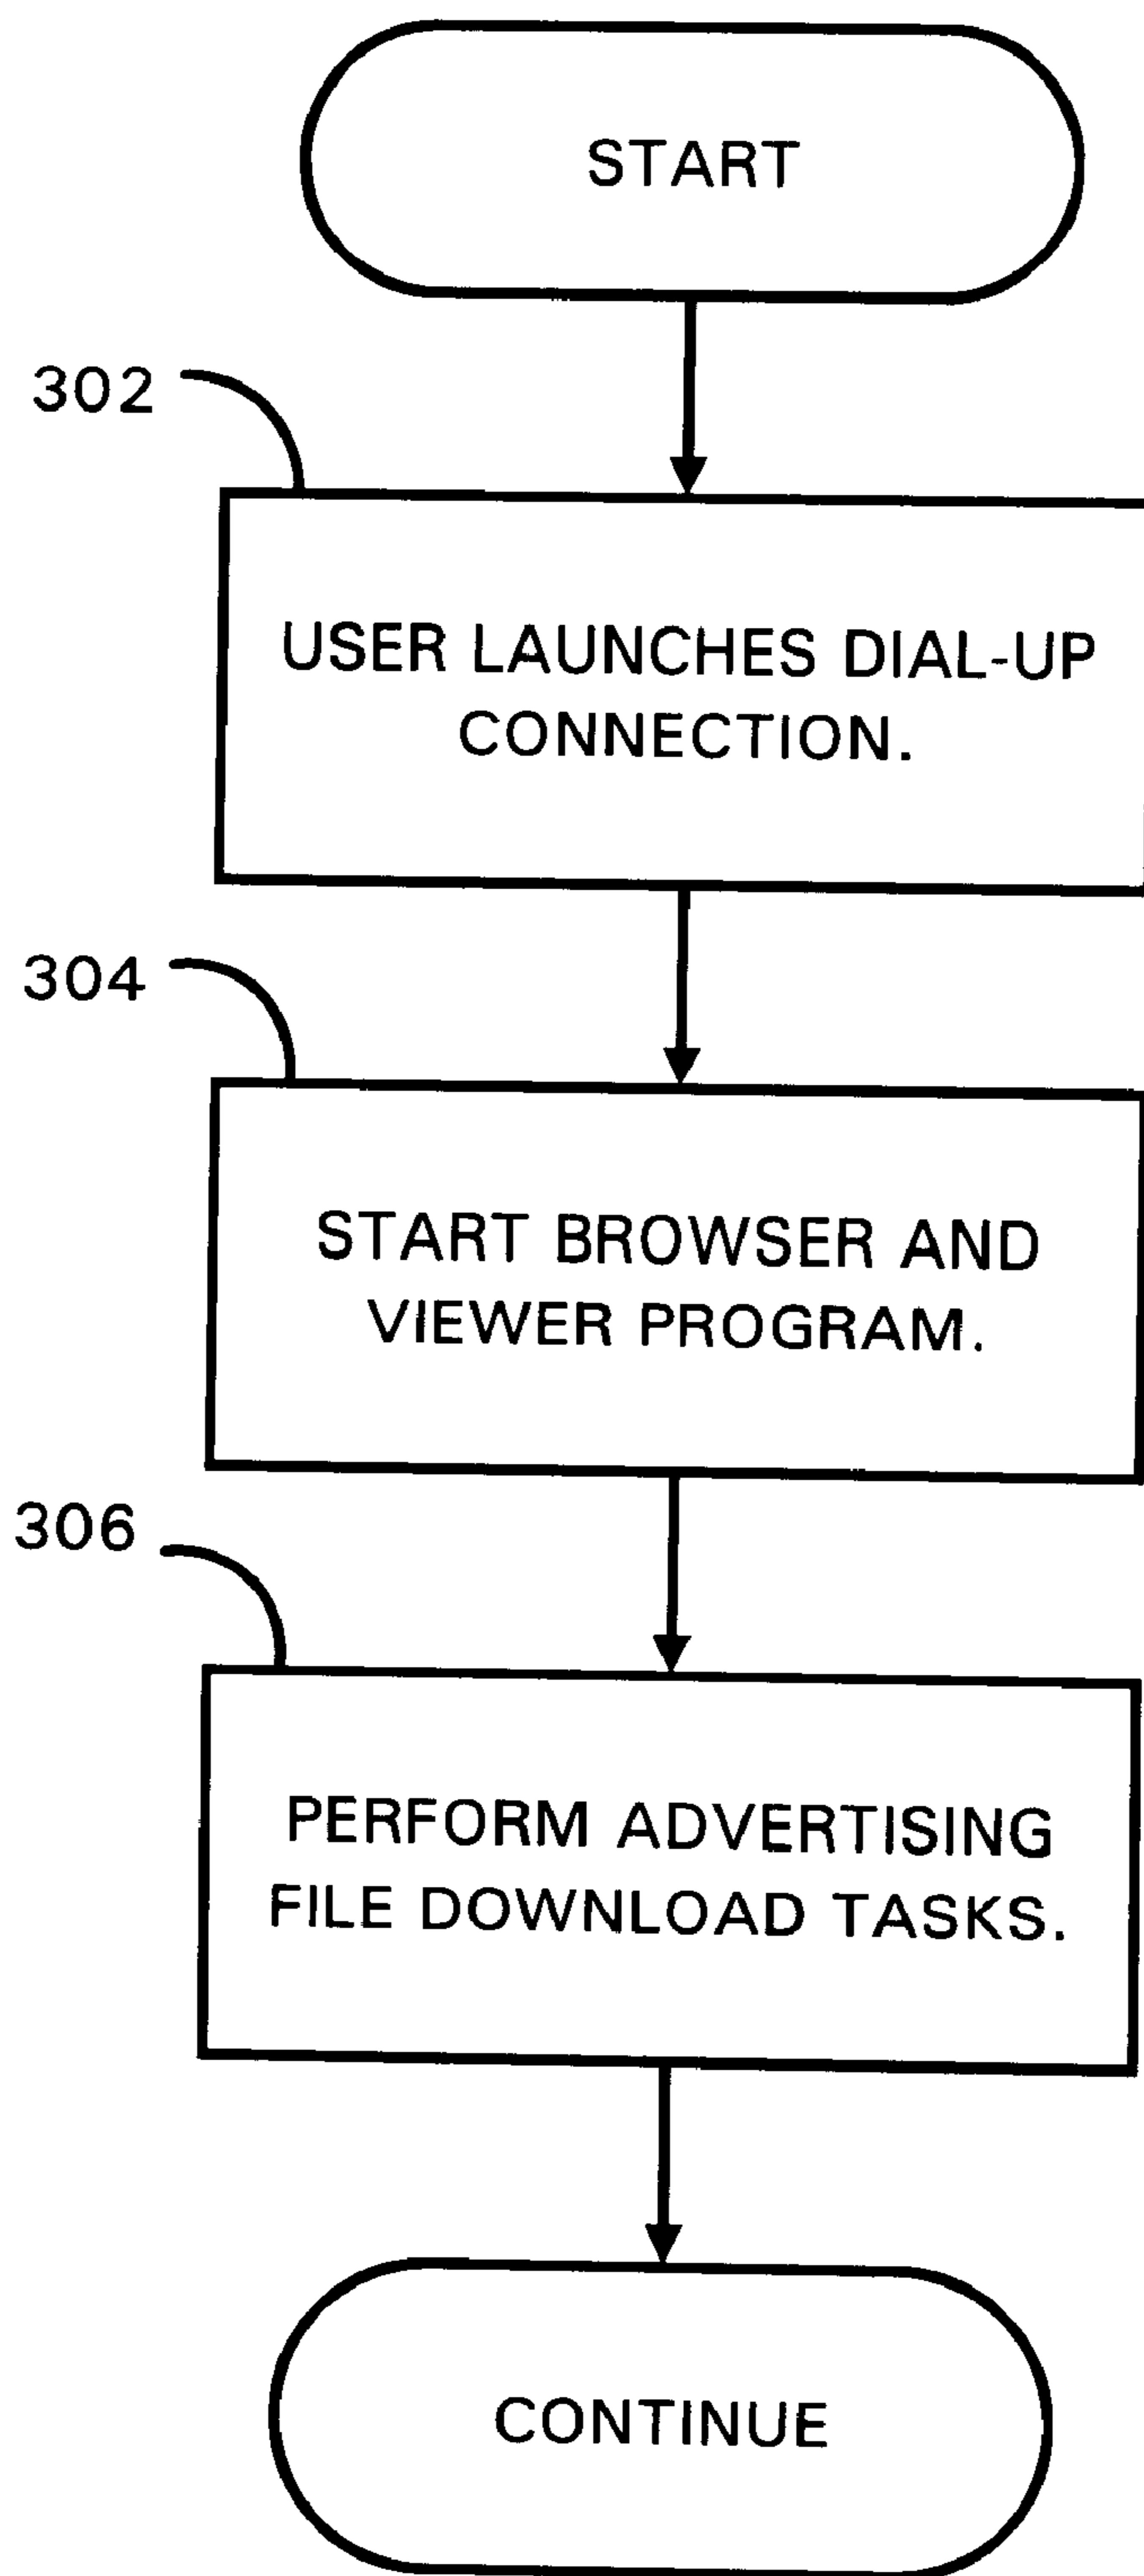 START
302
USER LAUNCHES DIAL-UP
CONNECTION.
304
START BROWSER AND
VIEWER PROGRAM.
306
PERFORM ADVERTISING
FILE DOWNLOAD TASKS.
CONTINUE